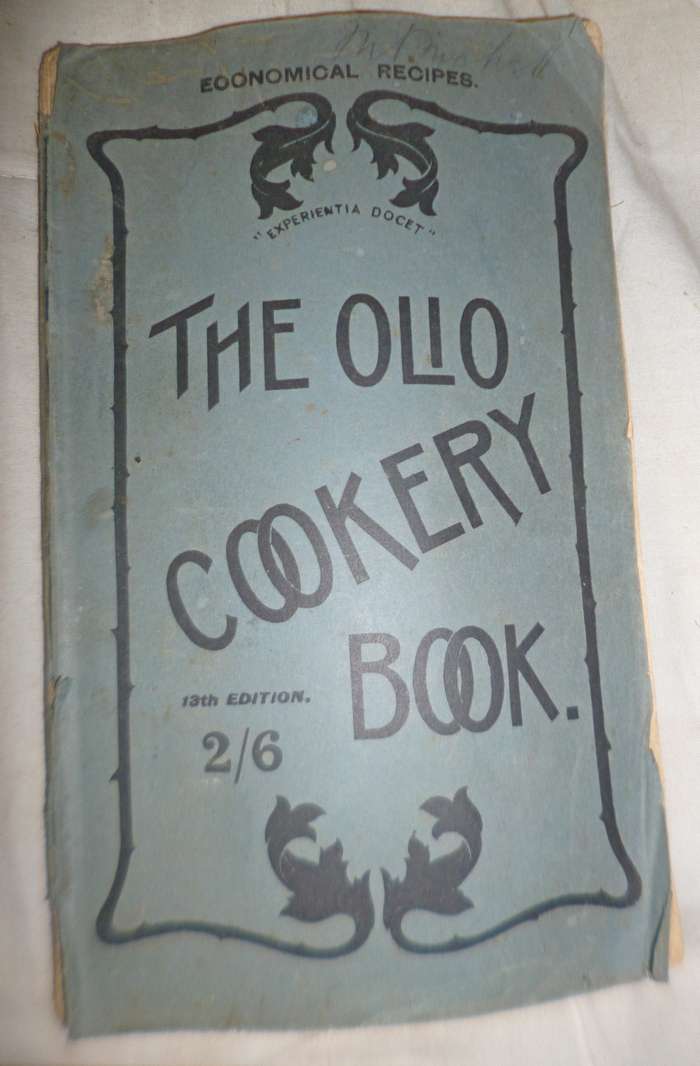 ECONOMICAL RECIPES.
"EXPERIENTIA DOCET"
THE OLIO
COOKERY
BOOK.
13th EDITION.
2/6